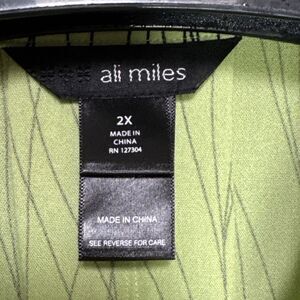 ali miles
2X
MADE IN
CHINA
RN 127304
MADE IN CHINA
SEE REVERSE FOR CARE